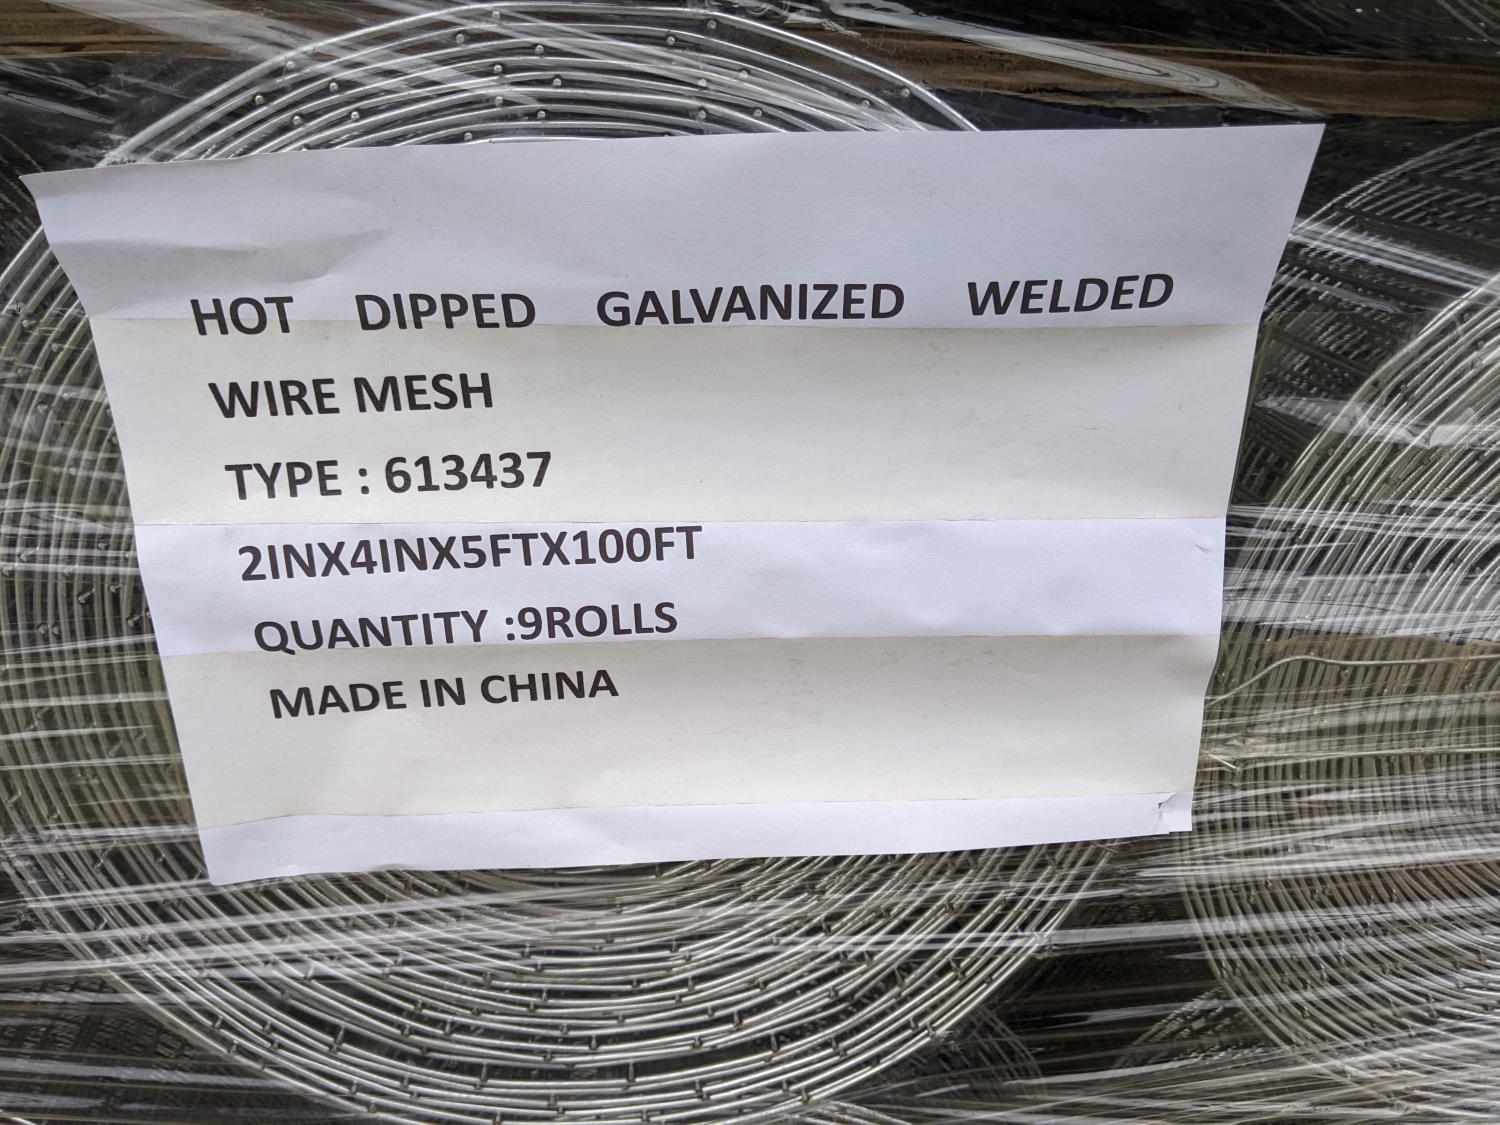 HOT DIPPED GALVANIZED WELDED
WIRE MESH
TYPE : 613437
2INX4INX5FTX100FT
QUANTITY :9ROLLS
MADE IN CHINA